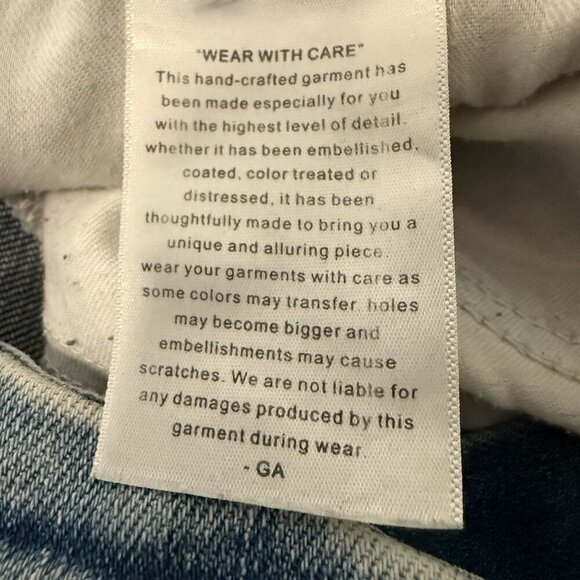 "WEAR WITH CARE"
This hand-crafted garment has
been made especially for you
with the highest level of detail.
whether it has been embellished,
coated, color treated or
distressed, it has been
thoughtfully made to bring you a
unique and alluring piece.
wear your garments with care as
some colors may transfer. holes
may become bigger and
embellishments may cause
scratches. We are not liable for
any damages produced by this
garment during wear.
- GA